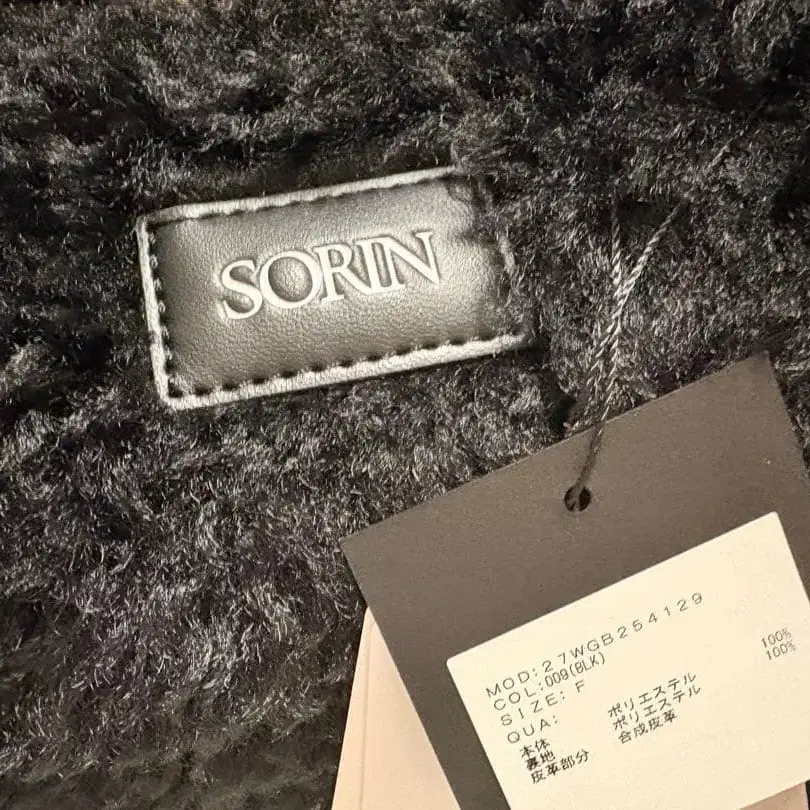 SORIN
MOD:27WGB254129
COL:009(BLK)
SIZE: F
QUA:
本体 ポリエステル 100%
裏地 ポリエステル 100%
皮革部分 合成皮革